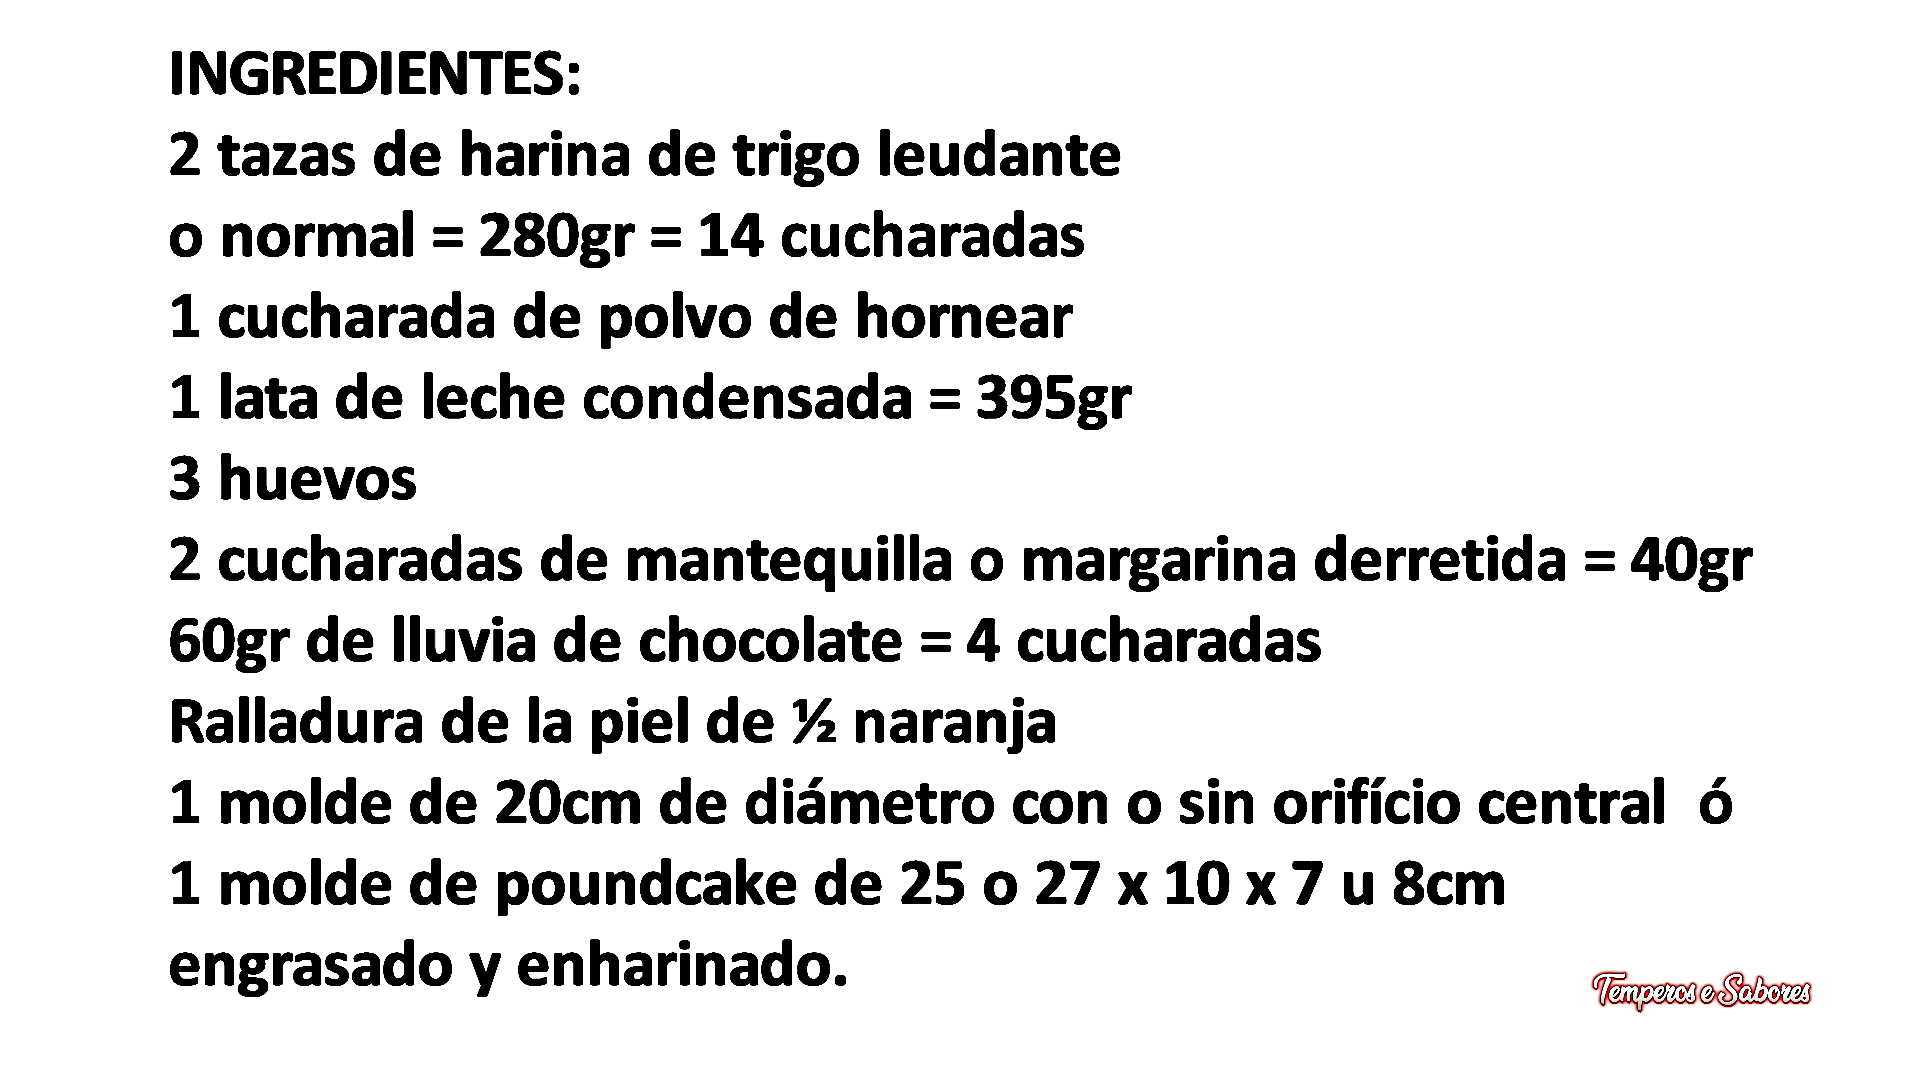 INGREDIENTES:
2 tazas de harina de trigo leudante
o normal = 280gr = 14 cucharadas
1 cucharada de polvo de hornear
1 lata de leche condensada = 395gr
3 huevos
2 cucharadas de mantequilla o margarina derretida = 40gr
60gr de lluvia de chocolate = 4 cucharadas
Ralladura de la piel de ½ naranja
1 molde de 20cm de diámetro con o sin orifício central  ó
1 molde de poundcake de 25 o 27 x 10 x 7 u 8cm
engrasado y enharinado.
Temperos e Sabores